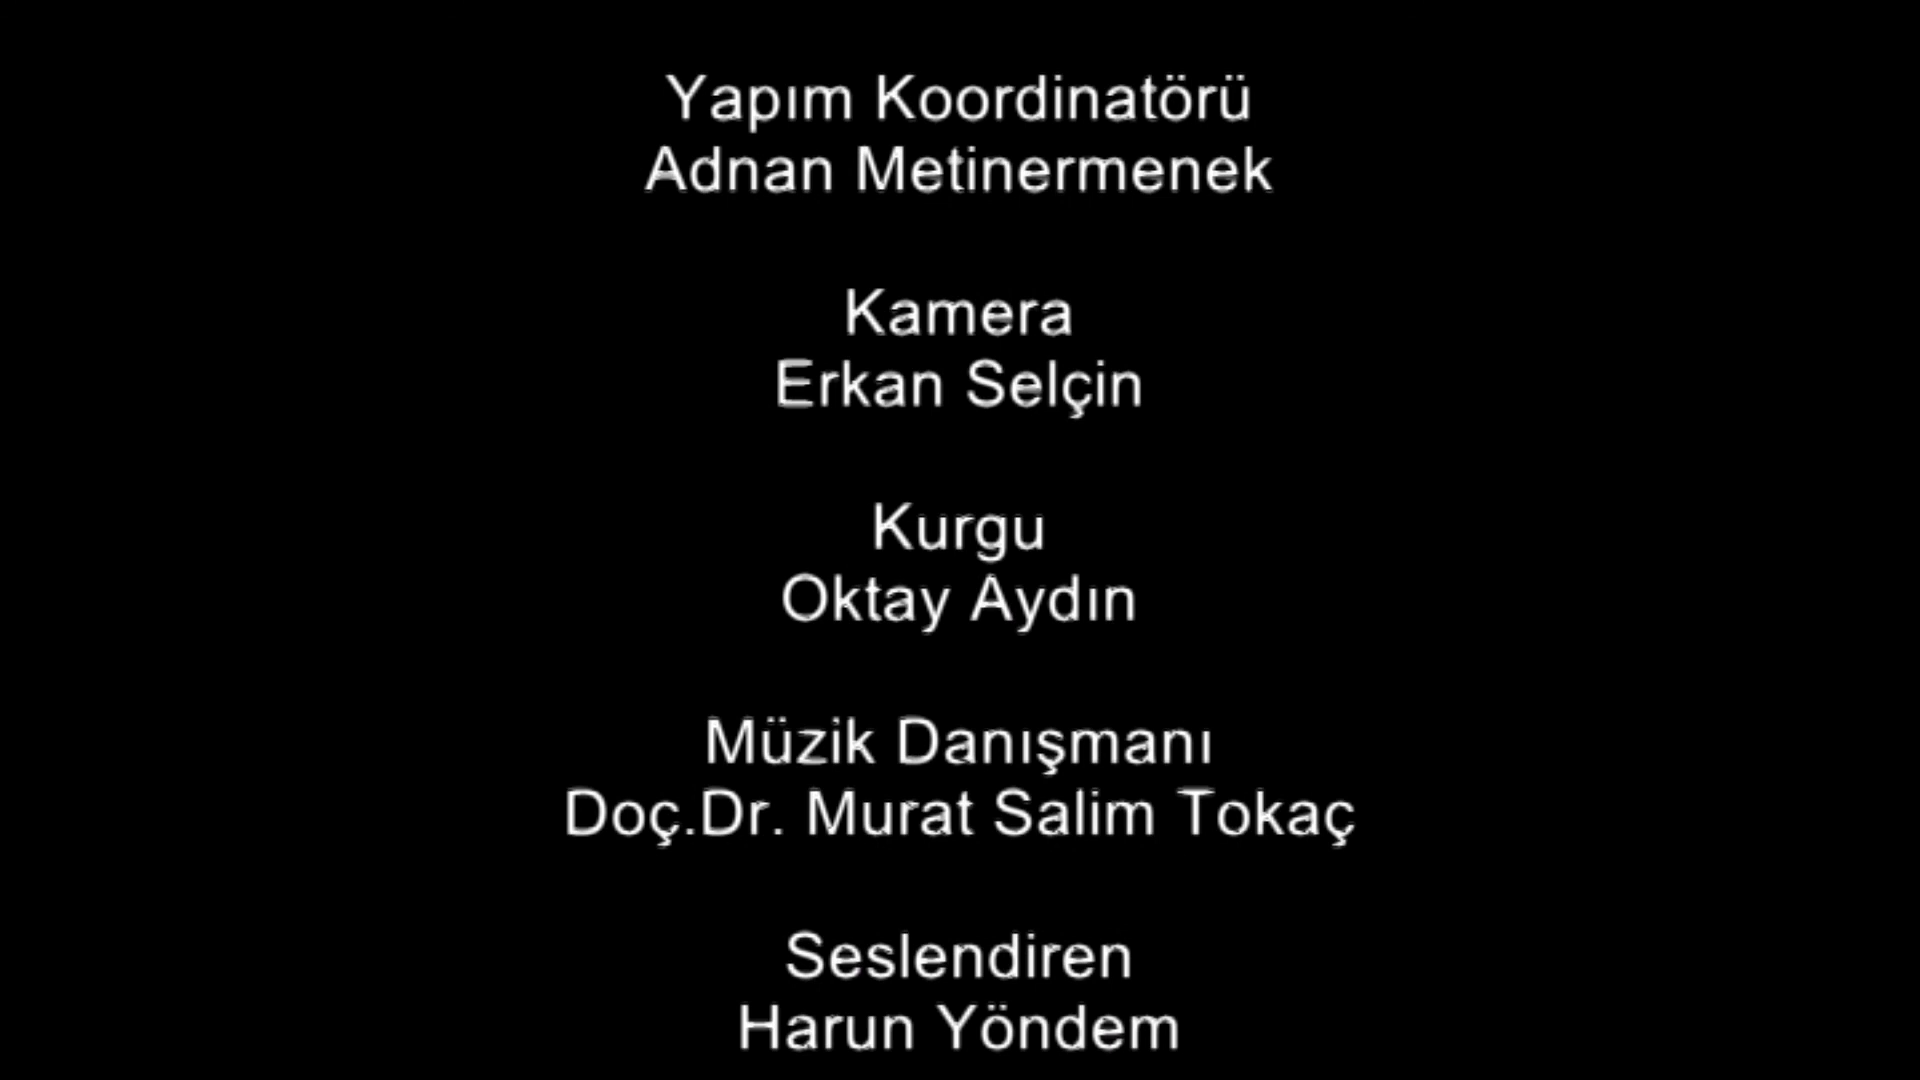 Yapım Koordinatörü
Adnan Metinermenek
Kamera
Erkan Selçin
Kurgu
Oktay Aydın
Müzik Danışmanı
Doç.Dr. Murat Salim Tokaç
Seslendiren
Harun Yöndem